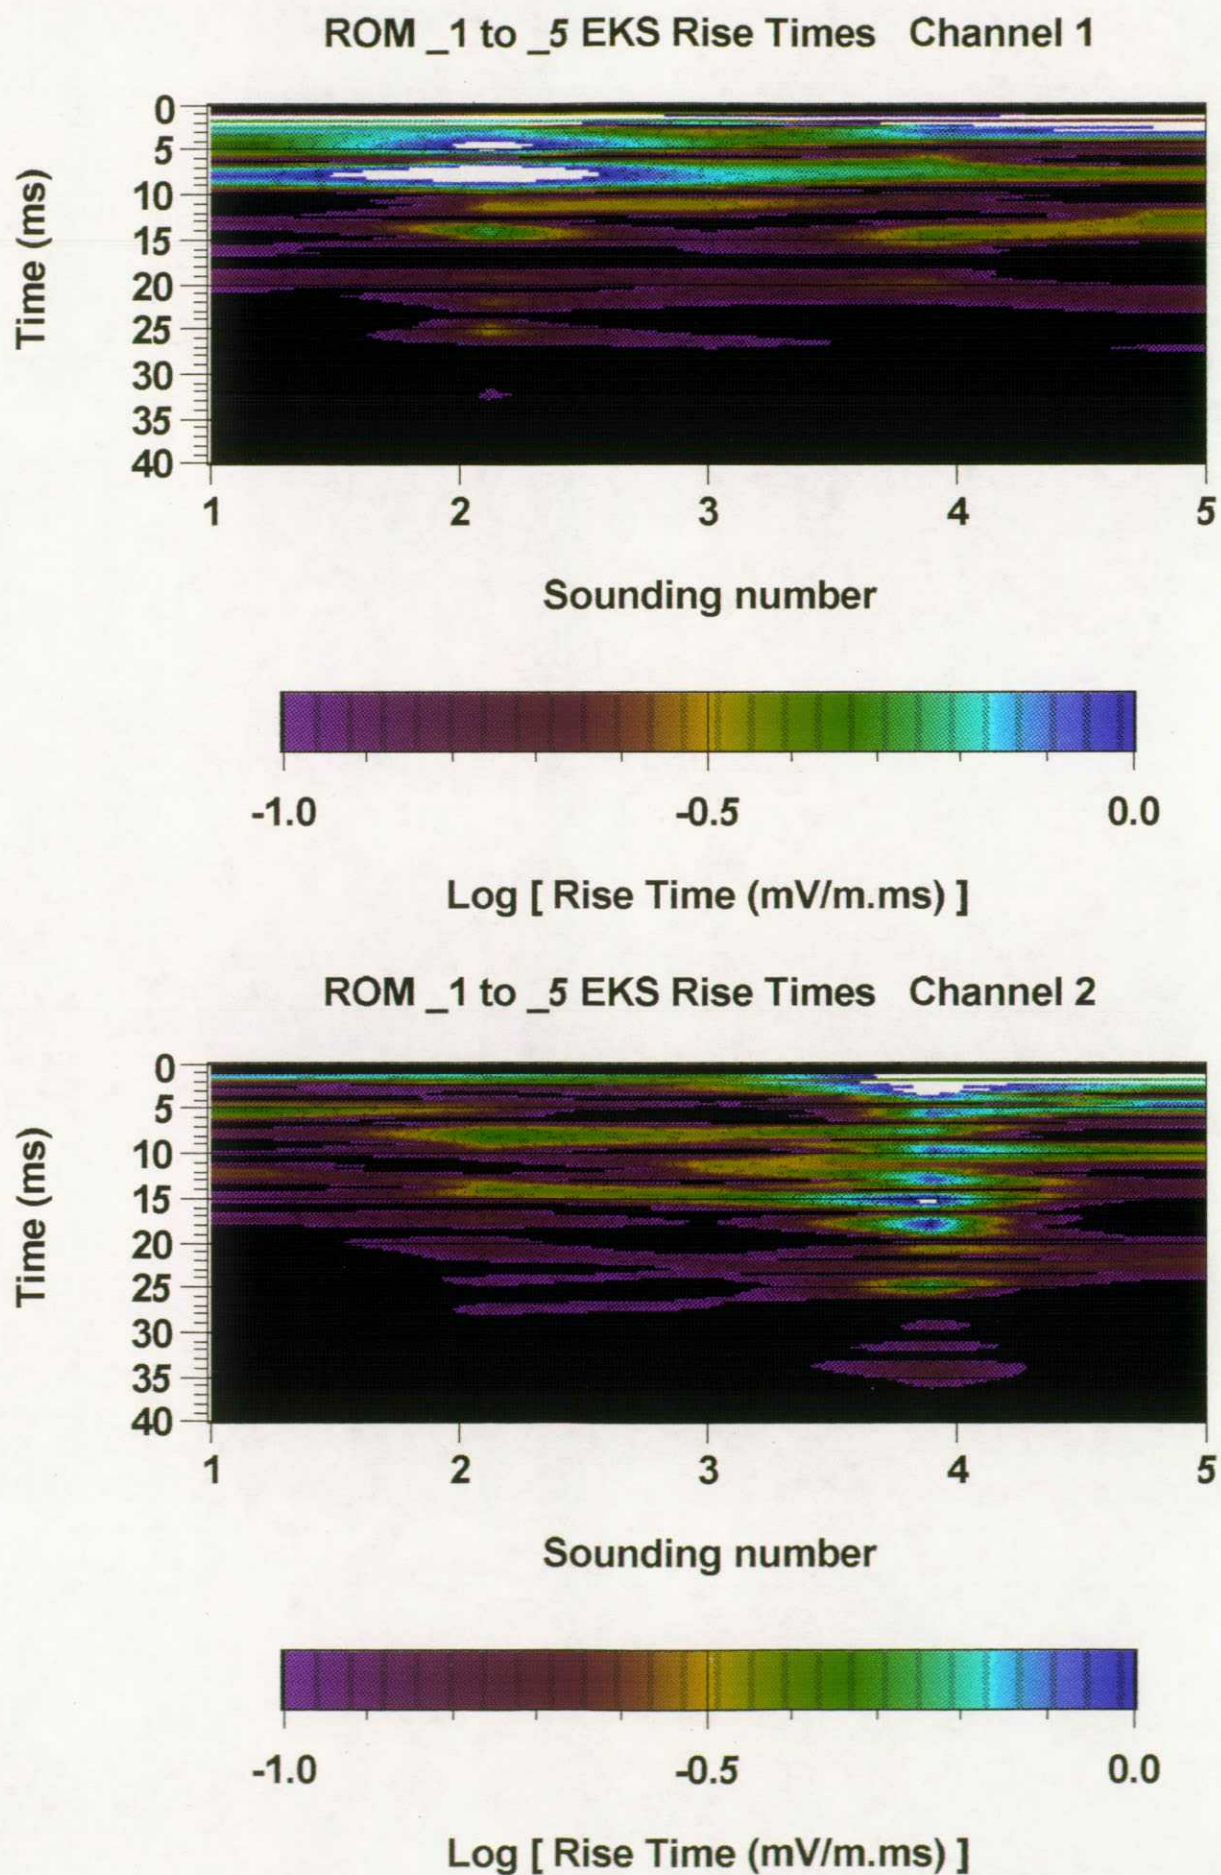 ROM _1 to _5 EKS Rise Times Channel 1
Time (ms)
0
5
10
15
20
25
30
35
40
1 2 3 4 5
Sounding number
-1.0 -0.5 0.0
Log [ Rise Time (mV/m.ms) ]
ROM _1 to _5 EKS Rise Times Channel 2
Time (ms)
0
5
10
15
20
25
30
35
40
1 2 3 4 5
Sounding number
-1.0 -0.5 0.0
Log [ Rise Time (mV/m.ms) ]